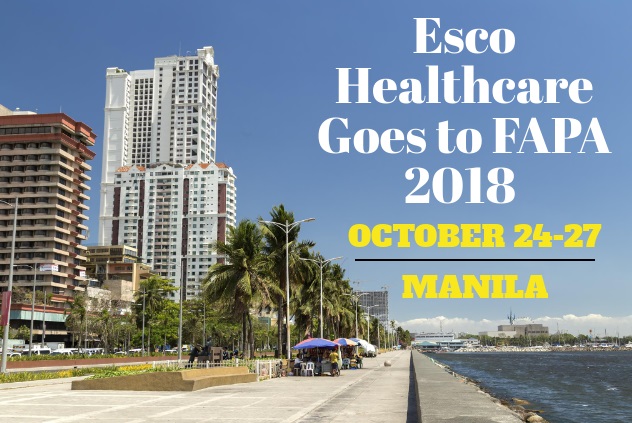 Esco
Healthcare
Goes to FAPA
2018
OCTOBER 24-27
MANILA